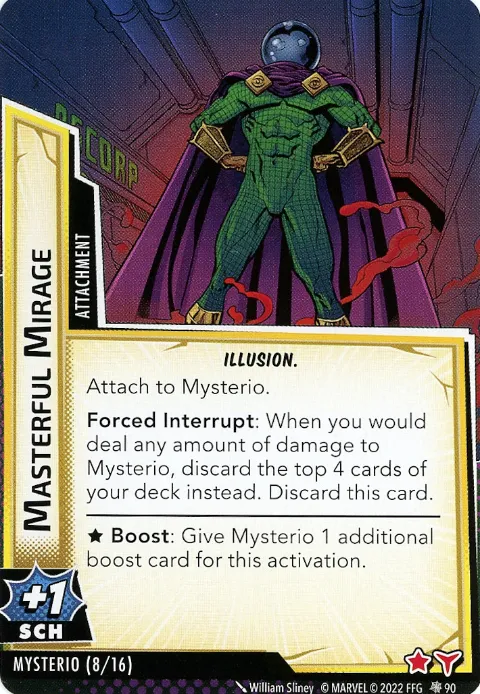 OSCORP
MASTERFUL MIRAGE
ATTACHMENT
ILLUSION.
Attach to Mysterio.
Forced Interrupt: When you would
deal any amount of damage to
Mysterio, discard the top 4 cards of
your deck instead. Discard this card.
★ Boost: Give Mysterio 1 additional
boost card for this activation.
+1
SCH
MYSTERIO (8/16)
William Sliney © MARVEL © 2022 FFG 90